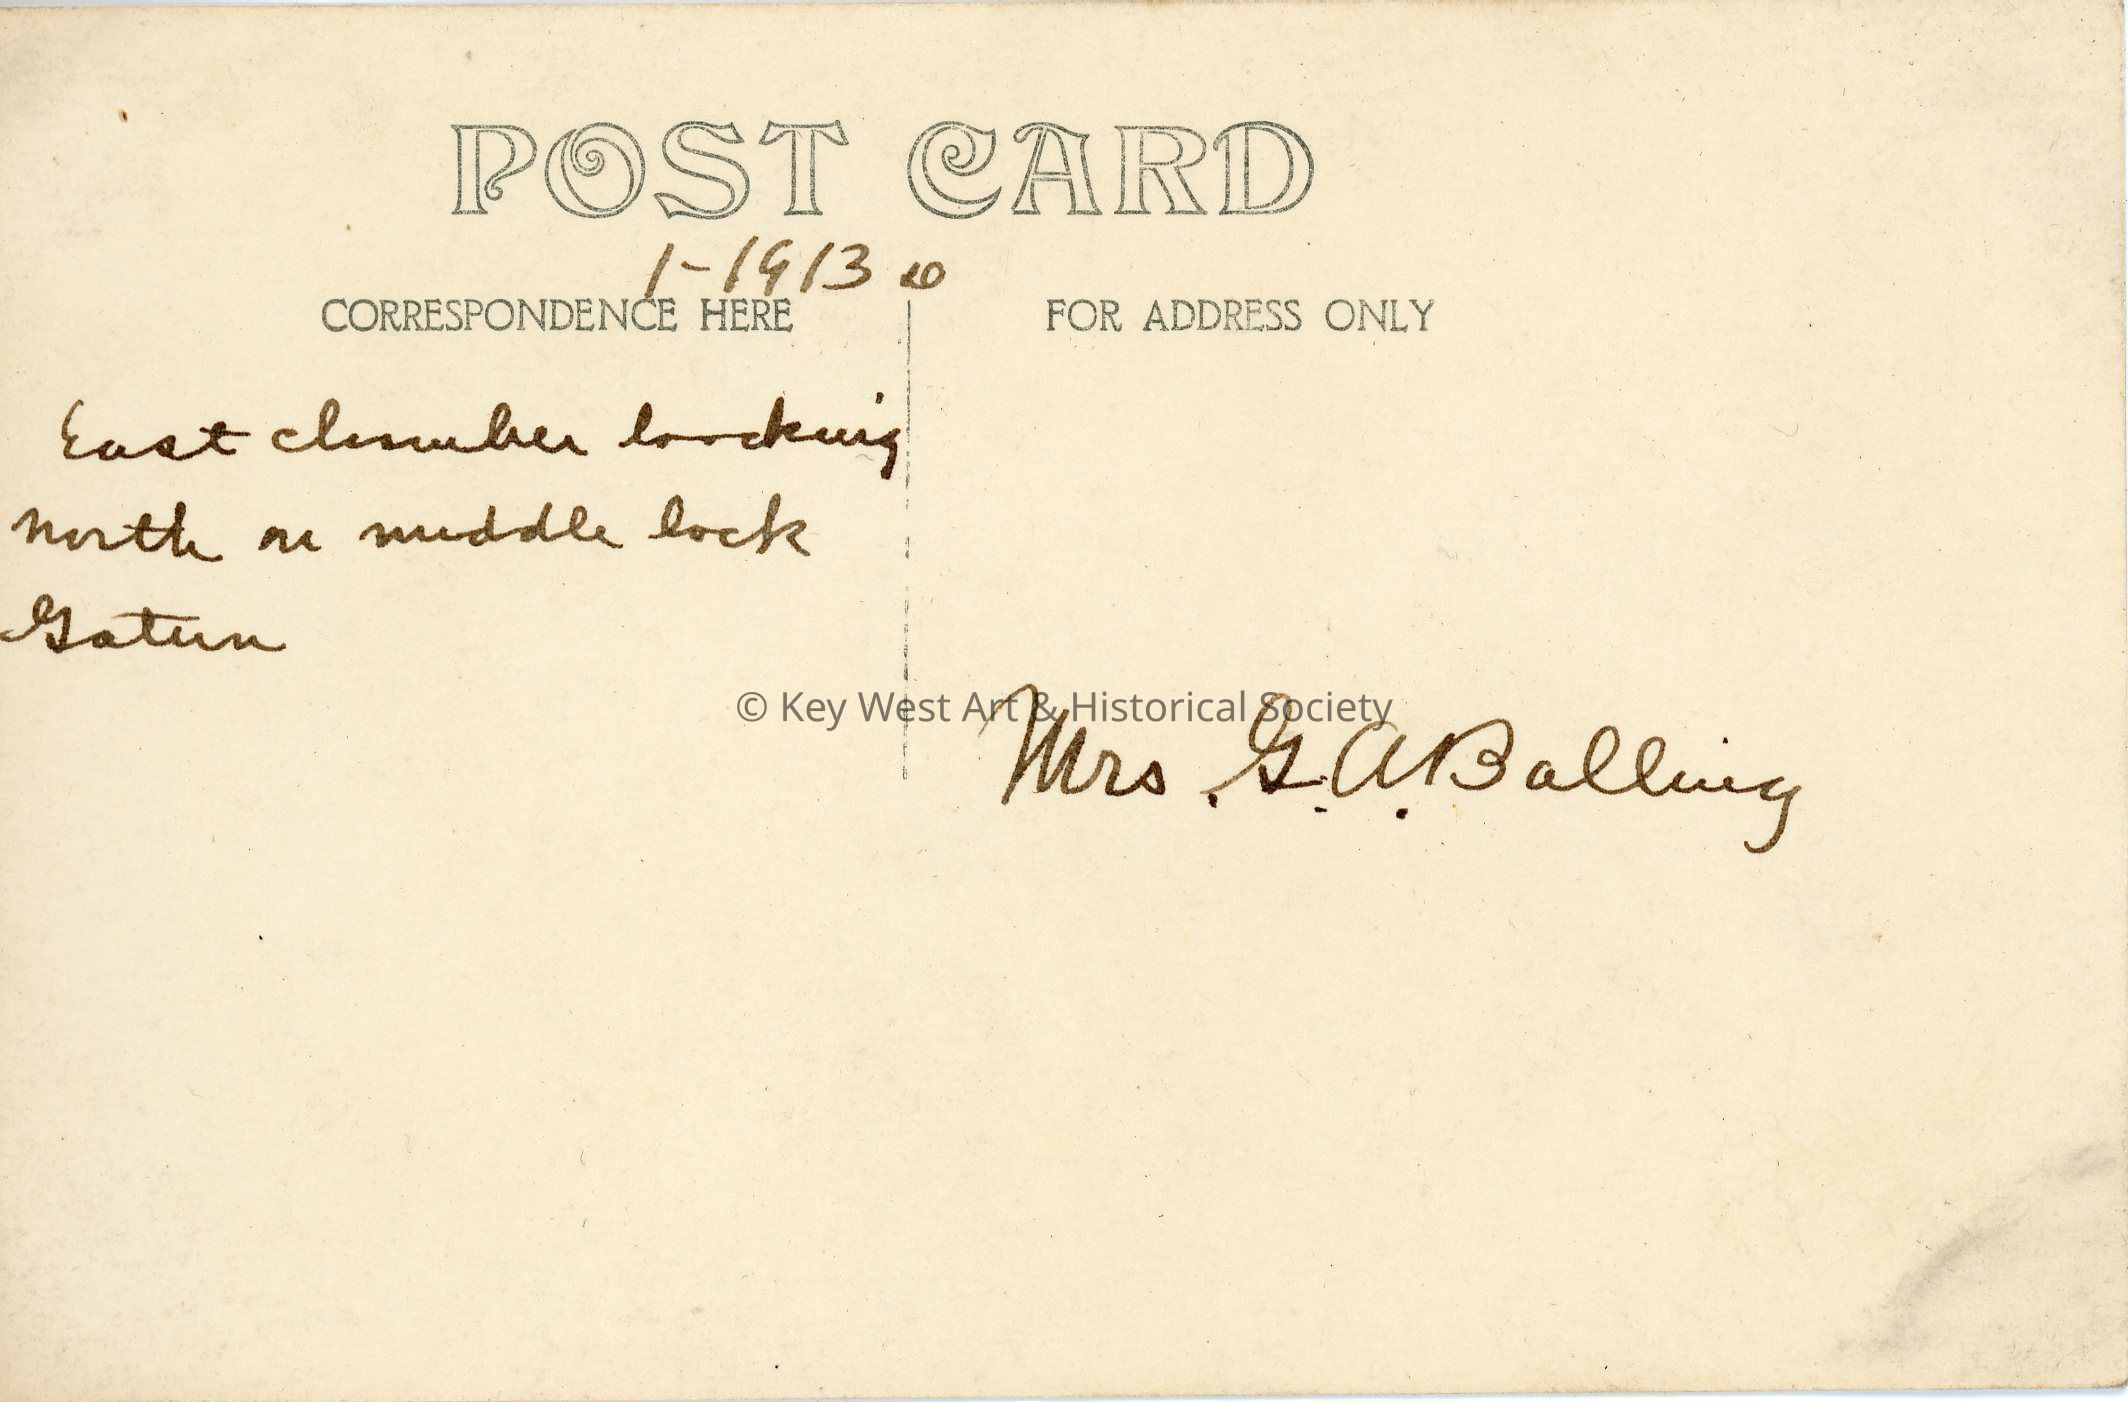 POST CARD
1-1913
CORRESPONDENCE HERE
FOR ADDRESS ONLY
East chamber looking
north on middle lock
Gatun
© Key West Art & Historical Society
Mrs. G. A. Balling